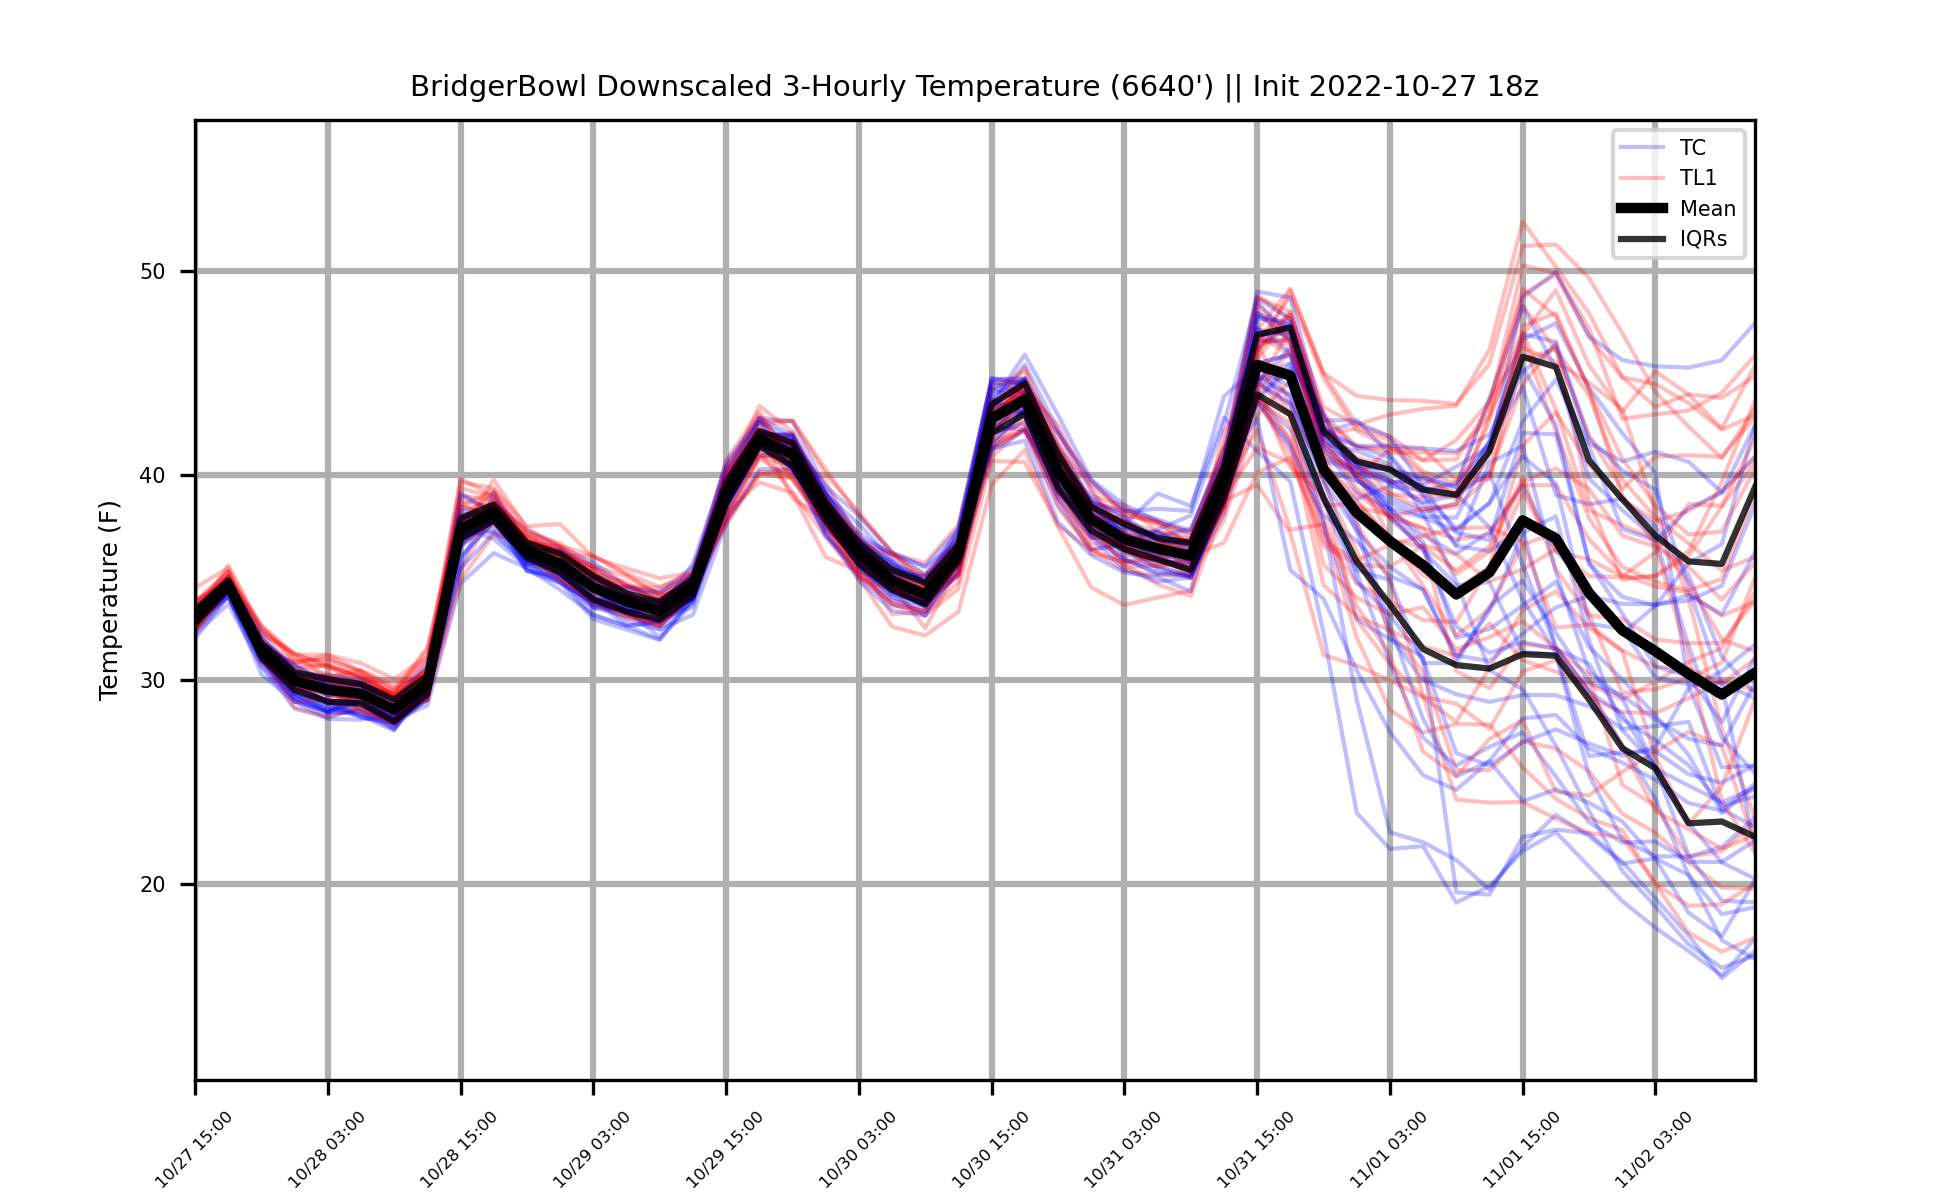 BridgerBowl Downscaled 3-Hourly Temperature (6640') || Init 2022-10-27 18z
TC
TL1
Mean
IQRs
Temperature (F)
50
40
30
20
10/27 15:00
10/28 03:00
10/28 15:00
10/29 03:00
10/29 15:00
10/30 03:00
10/30 15:00
10/31 03:00
10/31 15:00
11/01 03:00
11/01 15:00
11/02 03:00